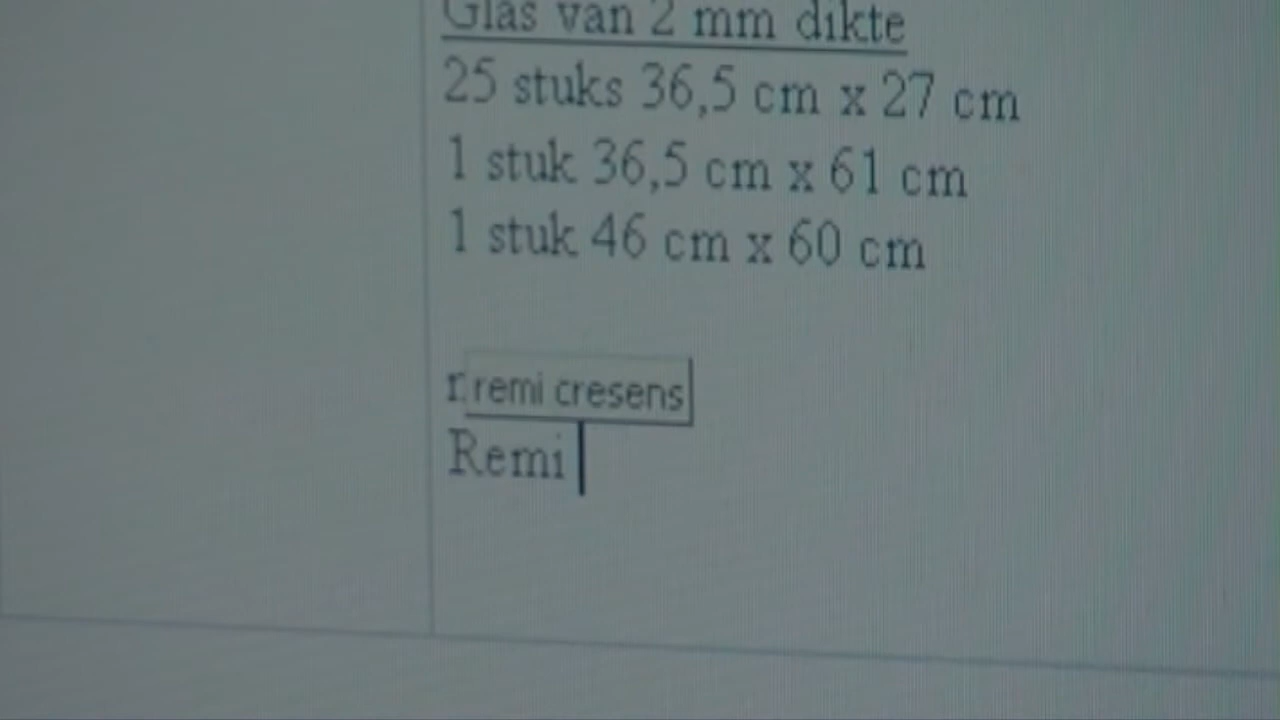 Glas van 2 mm dikte
25 stuks 36,5 cm x 27 cm
1 stuk 36,5 cm x 61 cm
1 stuk 46 cm x 60 cm
r remi cresens
Remi